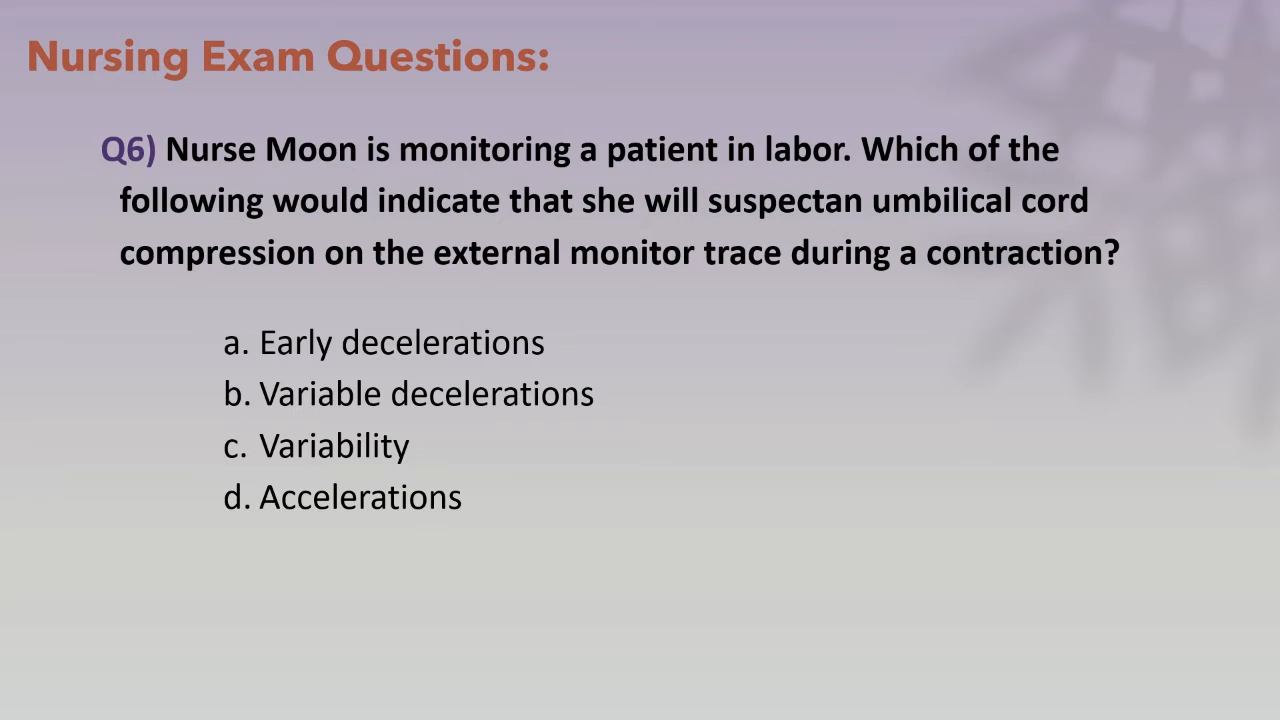 Nursing Exam Questions:
Q6) Nurse Moon is monitoring a patient in labor. Which of the
following would indicate that she will suspectan umbilical cord
compression on the external monitor trace during a contraction?
a. Early decelerations
b. Variable decelerations
c. Variability
d. Accelerations